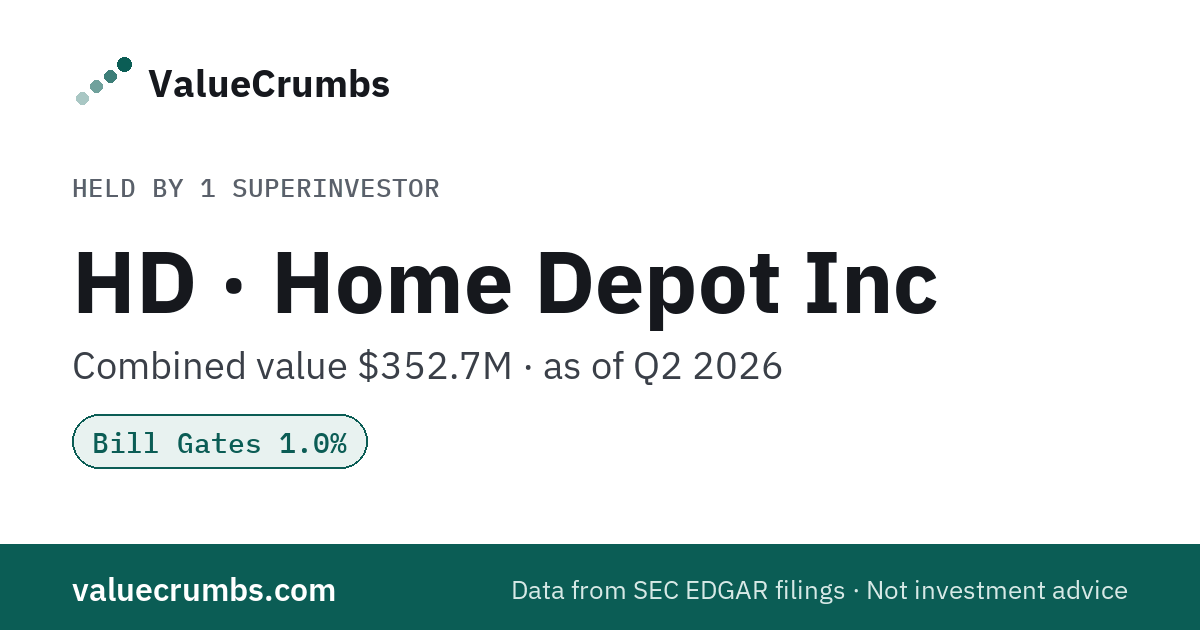 ValueCrumbs
HELD BY 1 SUPERINVESTOR
HD · Home Depot Inc
Combined value $352.7M · as of Q2 2026
Bill Gates 1.0%
valuecrumbs.com
Data from SEC EDGAR filings · Not investment advice